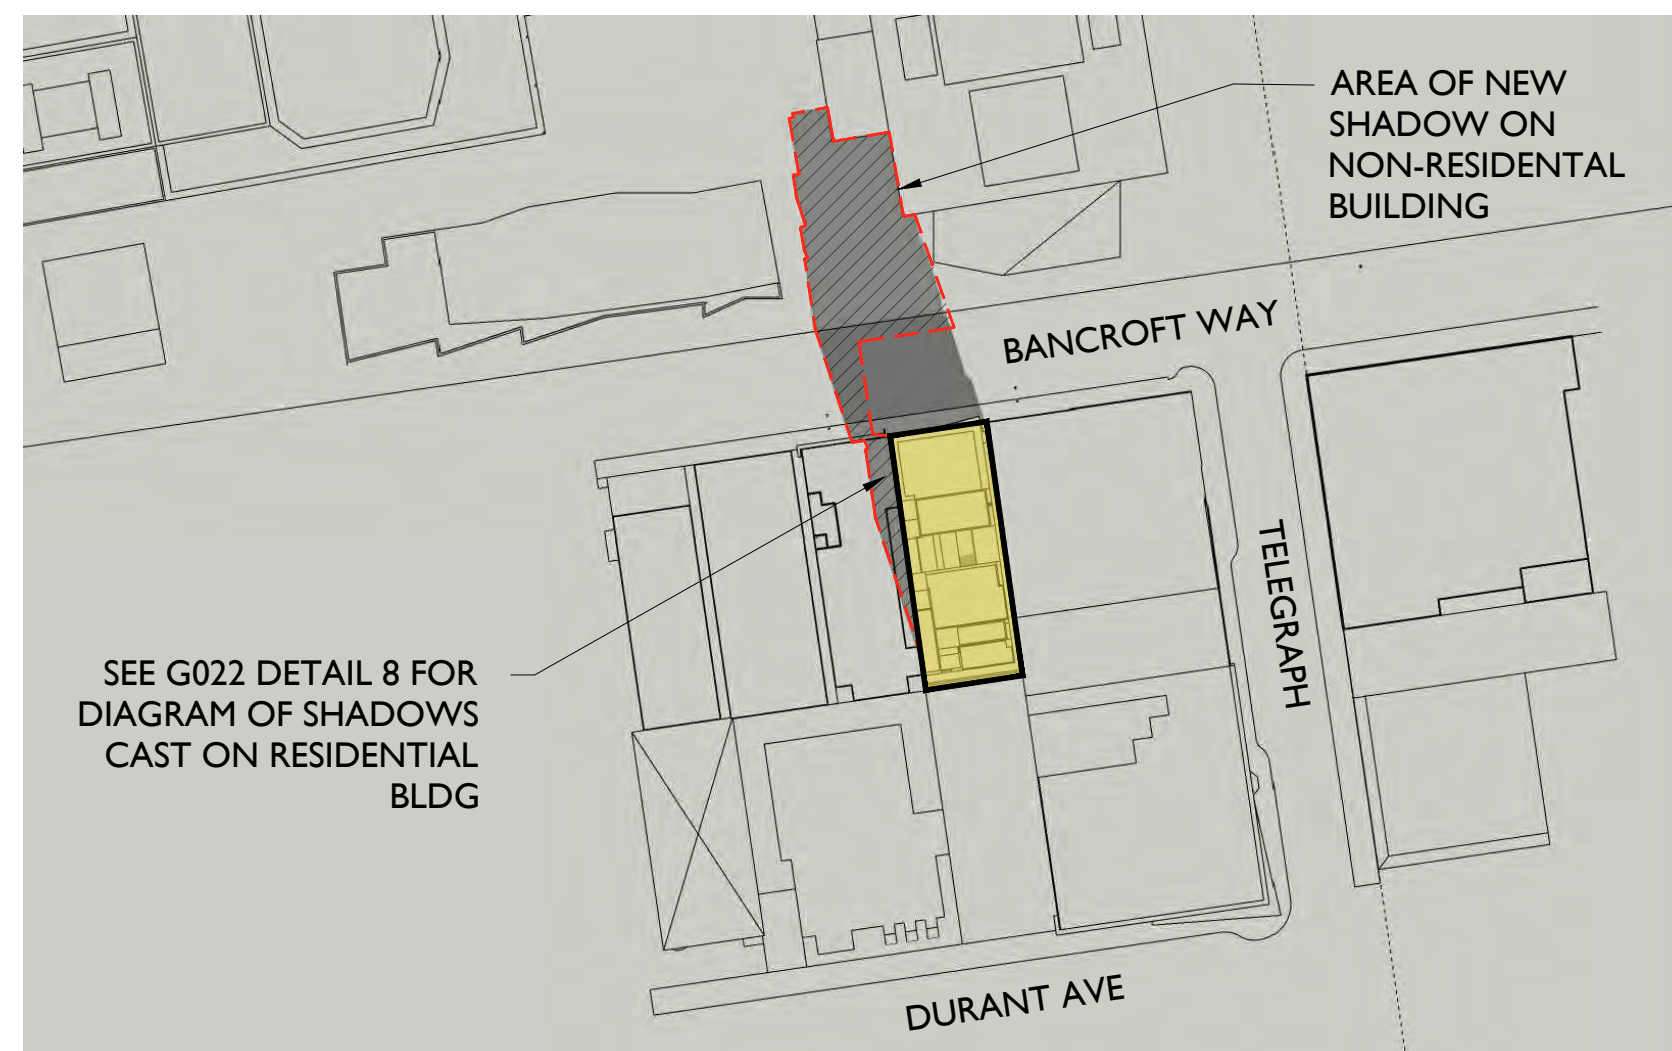 AREA OF NEW
SHADOW ON
NON-RESIDENTAL
BUILDING
BANCROFT WAY
TELEGRAPH
SEE G022 DETAIL 8 FOR
DIAGRAM OF SHADOWS
CAST ON RESIDENTIAL
BLDG
DURANT AVE